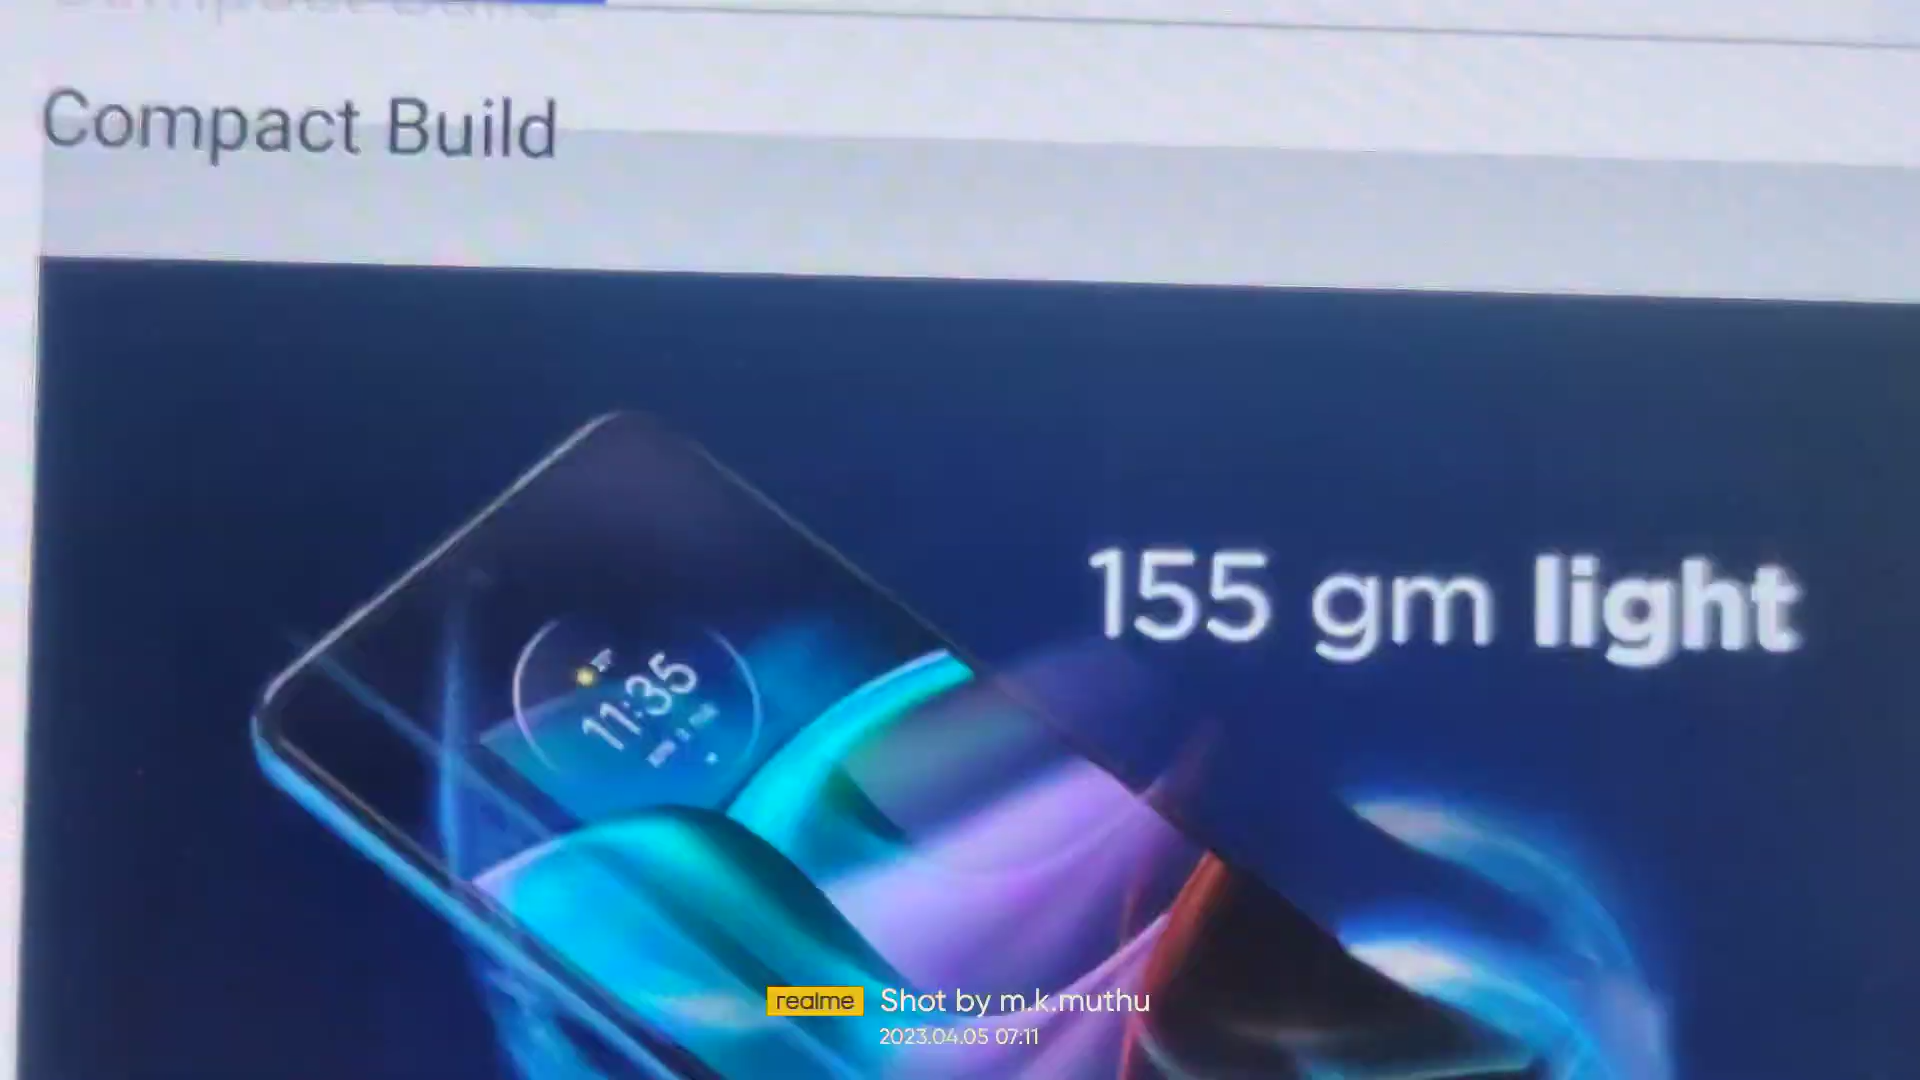 Compact Build
155 gm light
11:35
realme Shot by m.k.muthu
2023.04.05 07:11